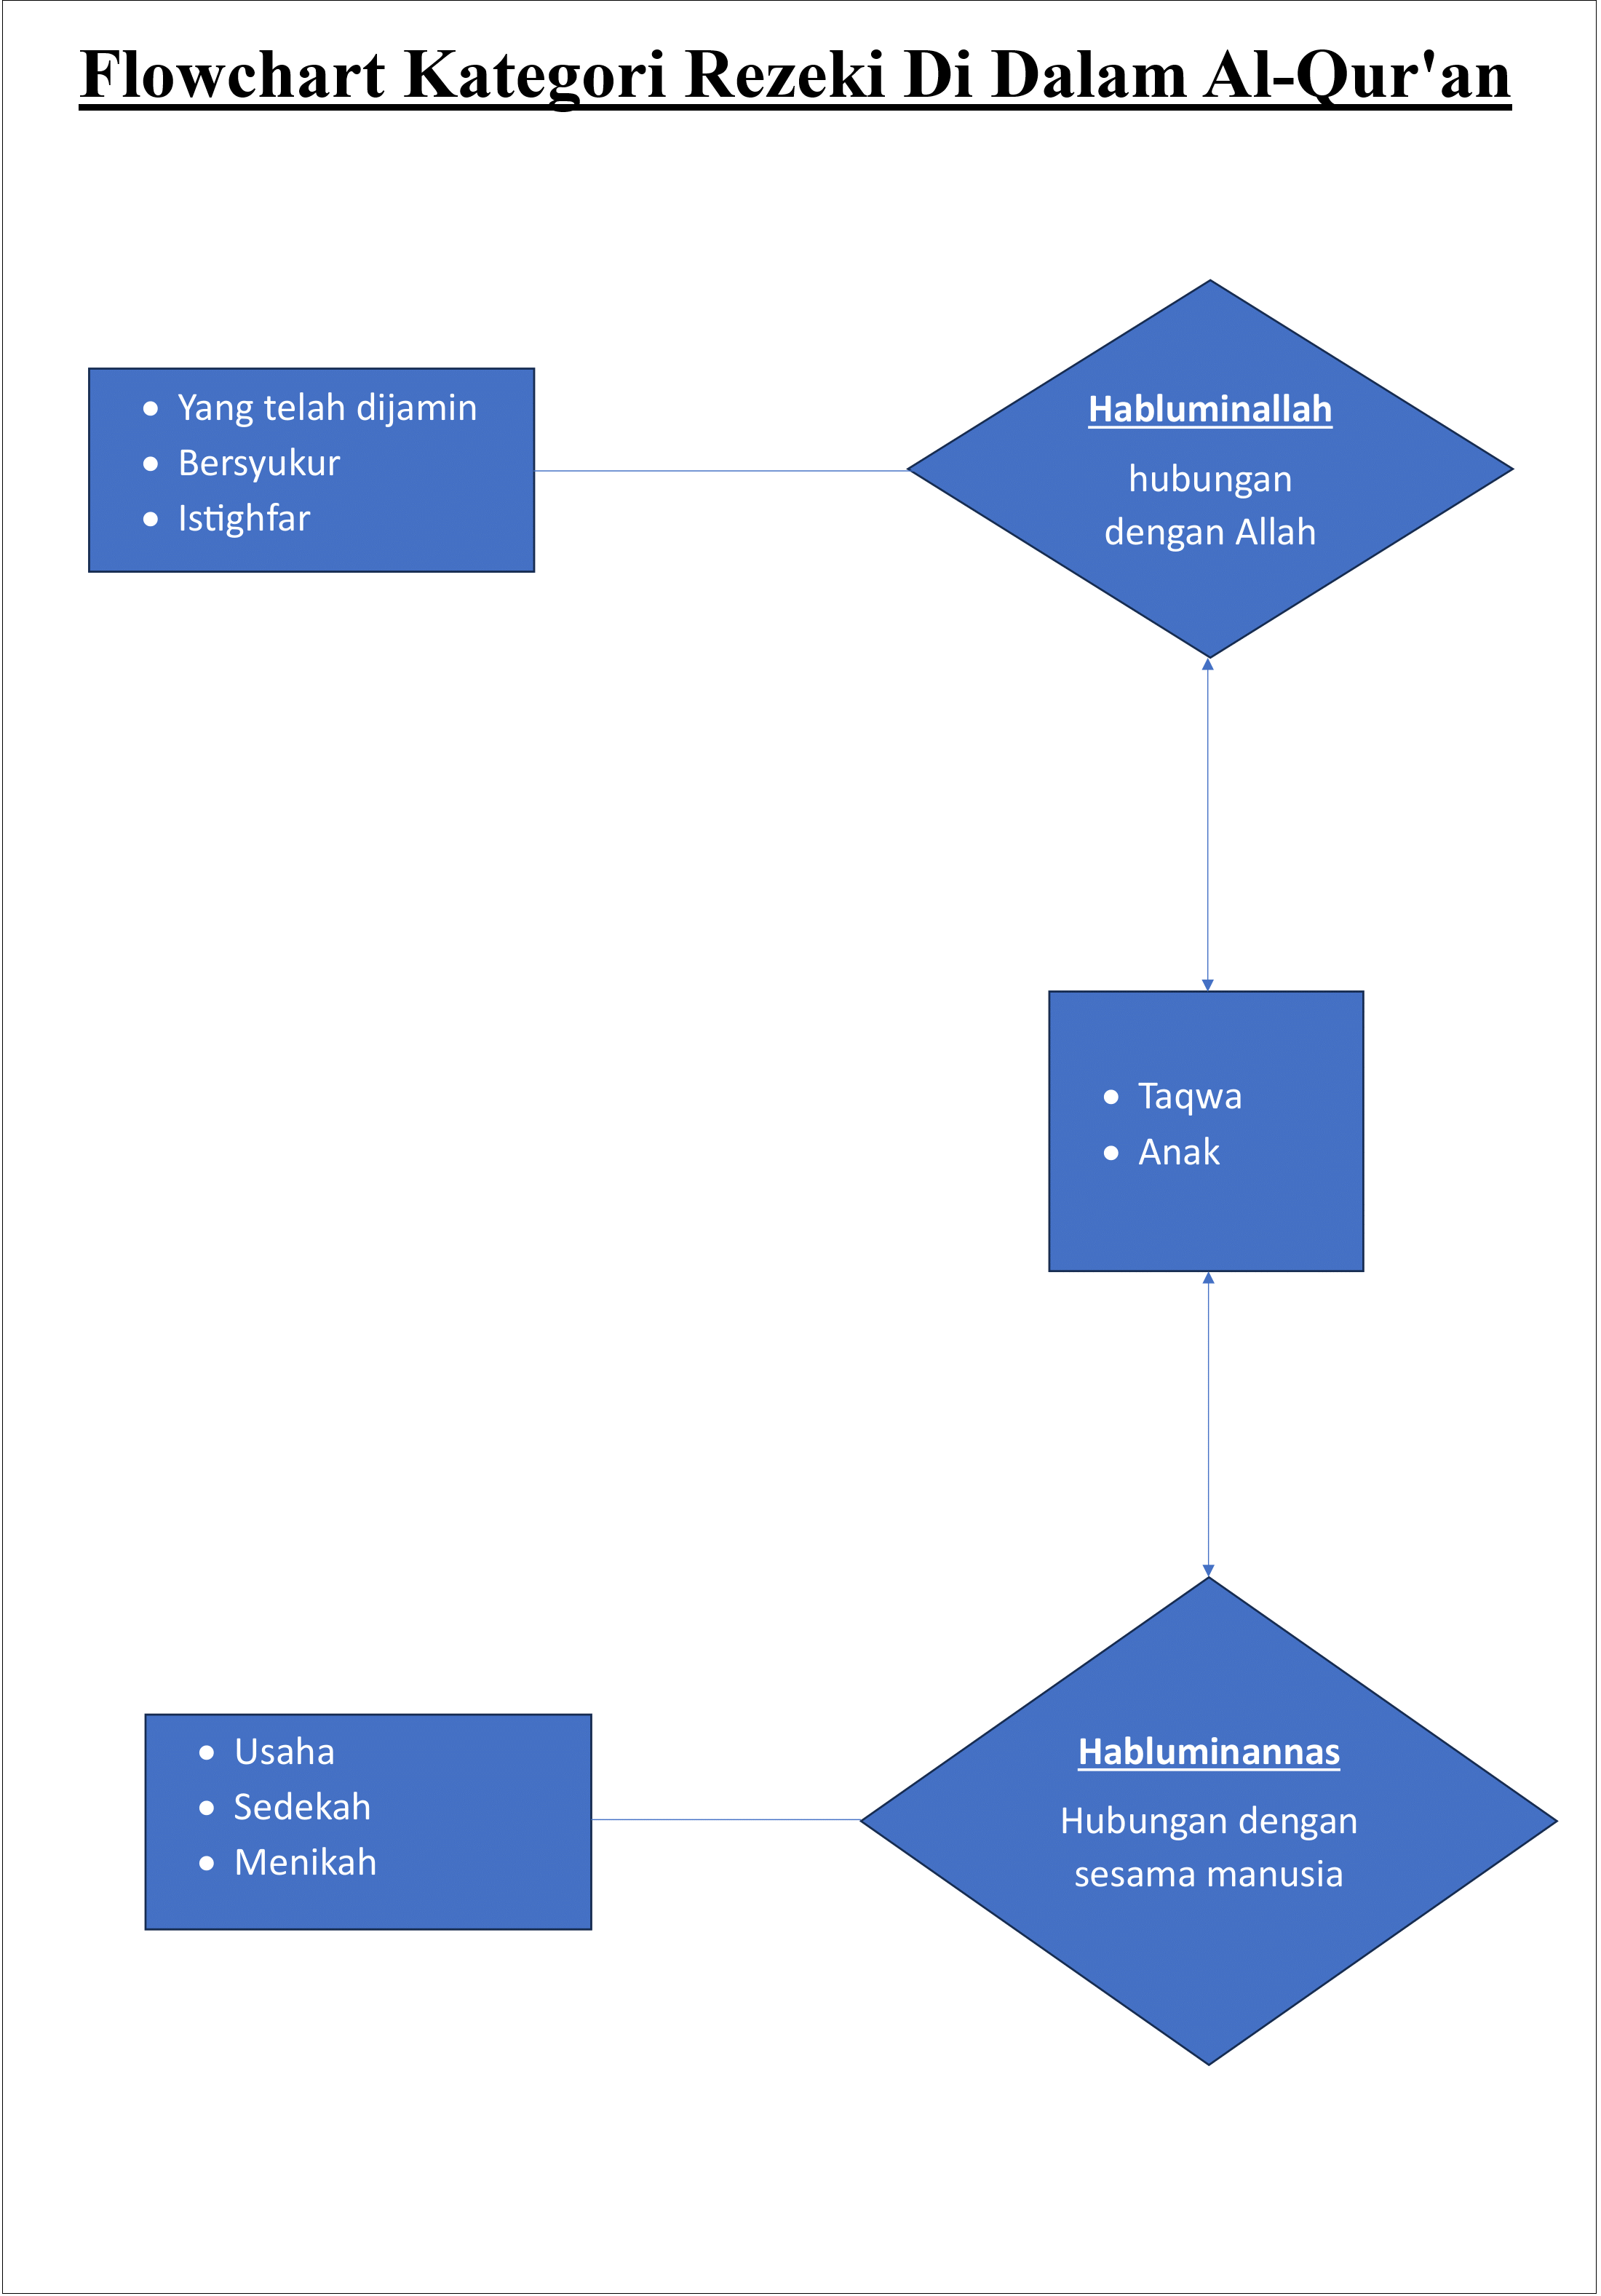 Flowchart Kategori Rezeki Di Dalam Al-Qur'an
• Yang telah dijamin
• Bersyukur
• Istighfar
Habluminallah
hubungan
dengan Allah
• Taqwa
• Anak
• Usaha
• Sedekah
• Menikah
Habluminannas
Hubungan dengan
sesama manusia